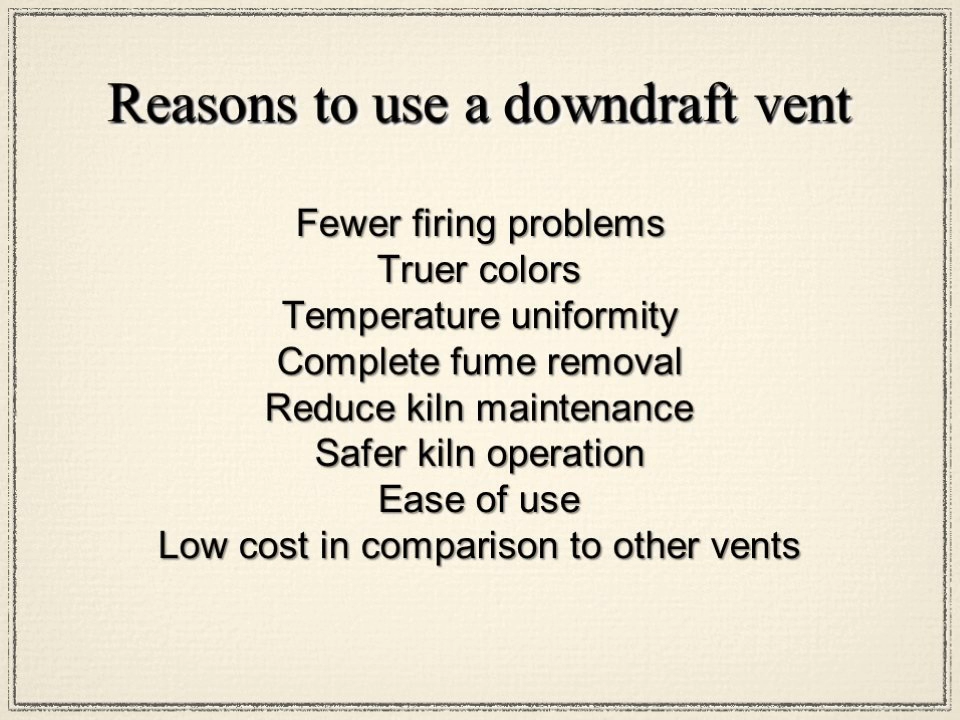 Reasons to use a downdraft vent
Fewer firing problems
Truer colors
Temperature uniformity
Complete fume removal
Reduce kiln maintenance
Safer kiln operation
Ease of use
Low cost in comparison to other vents